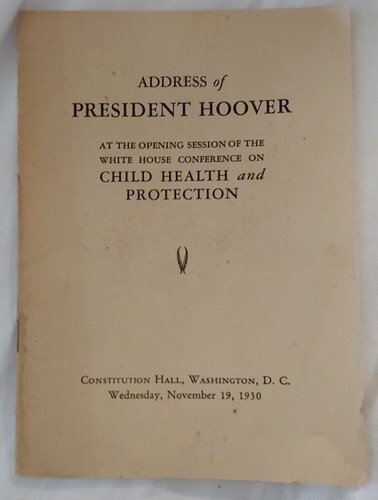 ADDRESS of
PRESIDENT HOOVER
AT THE OPENING SESSION OF THE
WHITE HOUSE CONFERENCE ON
CHILD HEALTH and
PROTECTION
CONSTITUTION HALL, WASHINGTON, D. C.
Wednesday, November 19, 1930